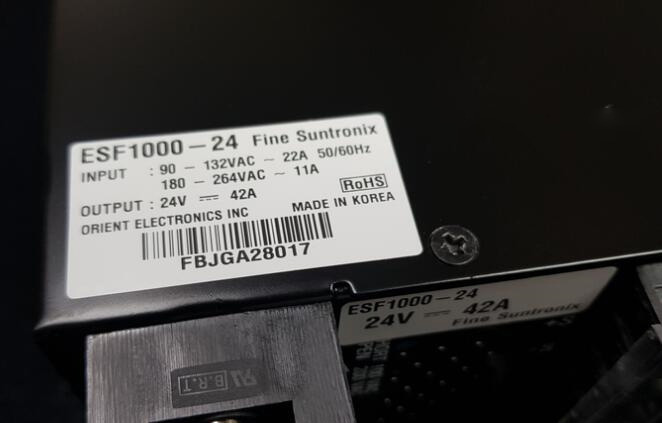 ESF1000-24 Fine Suntronix
INPUT : 90 - 132VAC ~ 22A 50/60Hz
180 - 264VAC ~ 11A
OUTPUT : 24V ⎓ 42A
RoHS
ORIENT ELECTRONICS INC MADE IN KOREA
FBJGA28017
ESF1000-24
24V ⎓ 42A
Fine Suntronix
+S
-S
B.R.T